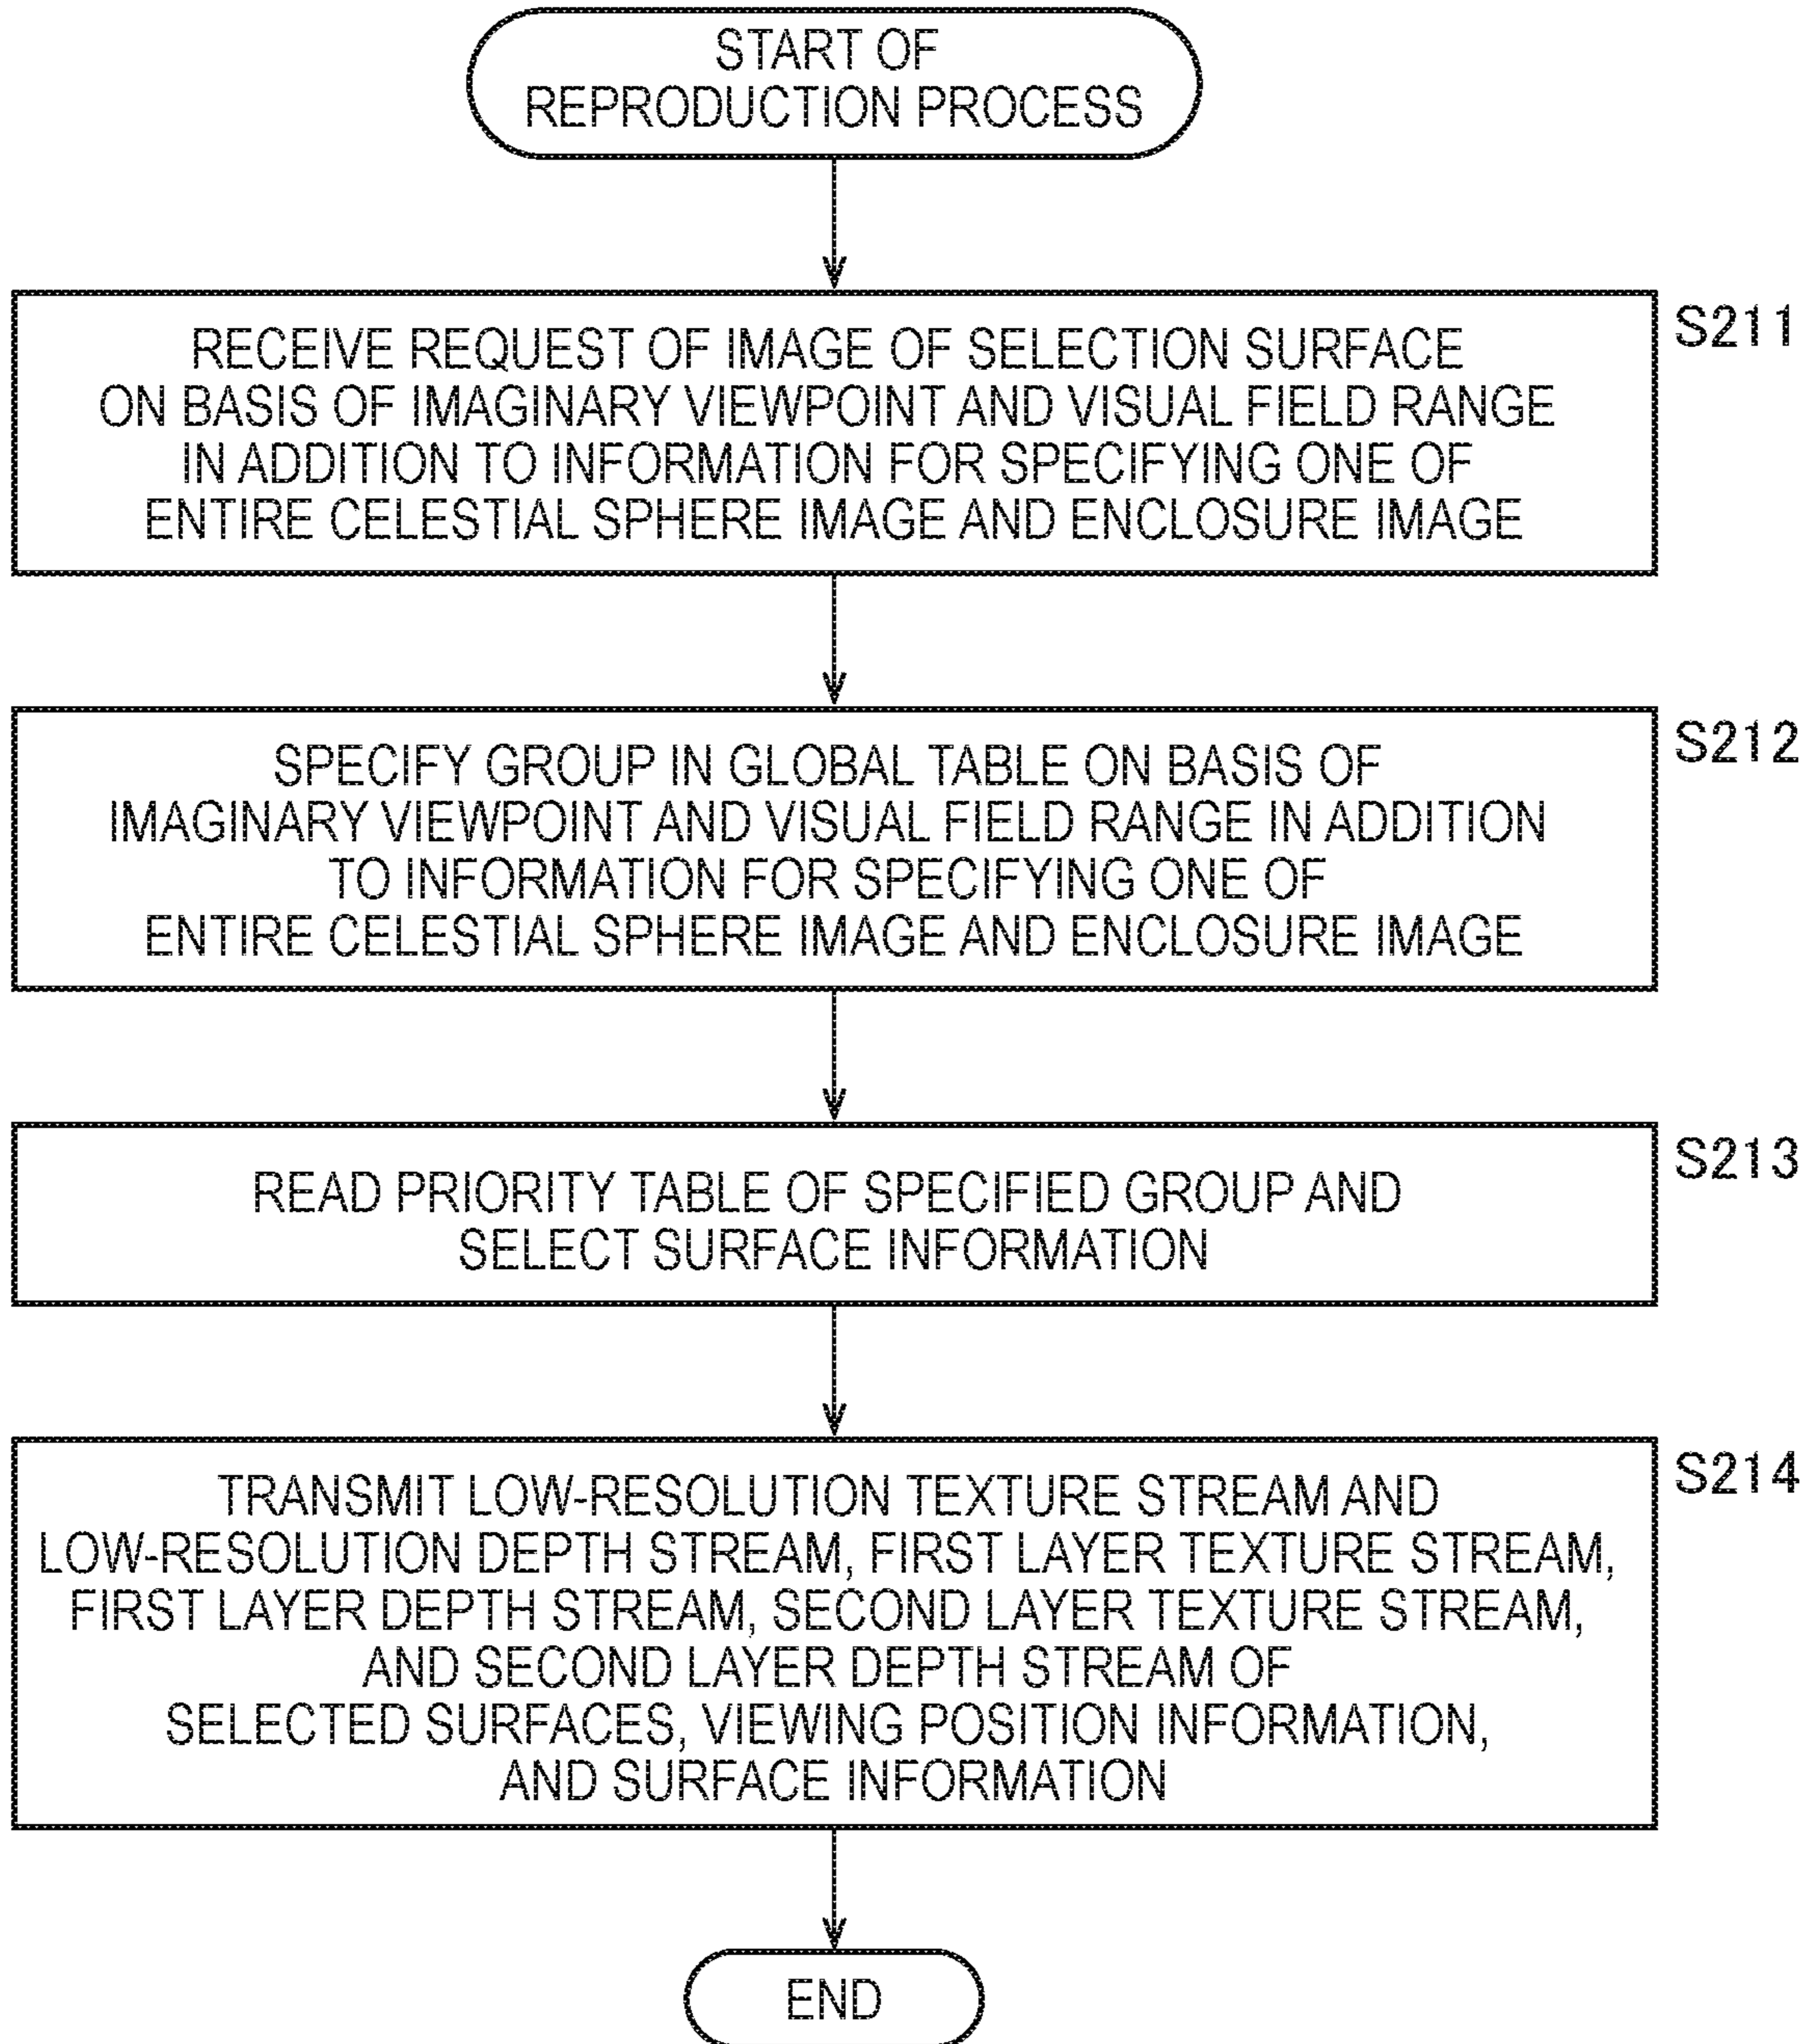 START OF
REPRODUCTION PROCESS
S211
RECEIVE REQUEST OF IMAGE OF SELECTION SURFACE
ON BASIS OF IMAGINARY VIEWPOINT AND VISUAL FIELD RANGE
IN ADDITION TO INFORMATION FOR SPECIFYING ONE OF
ENTIRE CELESTIAL SPHERE IMAGE AND ENCLOSURE IMAGE
S212
SPECIFY GROUP IN GLOBAL TABLE ON BASIS OF
IMAGINARY VIEWPOINT AND VISUAL FIELD RANGE IN ADDITION
TO INFORMATION FOR SPECIFYING ONE OF
ENTIRE CELESTIAL SPHERE IMAGE AND ENCLOSURE IMAGE
S213
READ PRIORITY TABLE OF SPECIFIED GROUP AND
SELECT SURFACE INFORMATION
S214
TRANSMIT LOW-RESOLUTION TEXTURE STREAM AND
LOW-RESOLUTION DEPTH STREAM, FIRST LAYER TEXTURE STREAM,
FIRST LAYER DEPTH STREAM, SECOND LAYER TEXTURE STREAM,
AND SECOND LAYER DEPTH STREAM OF
SELECTED SURFACES, VIEWING POSITION INFORMATION,
AND SURFACE INFORMATION
END